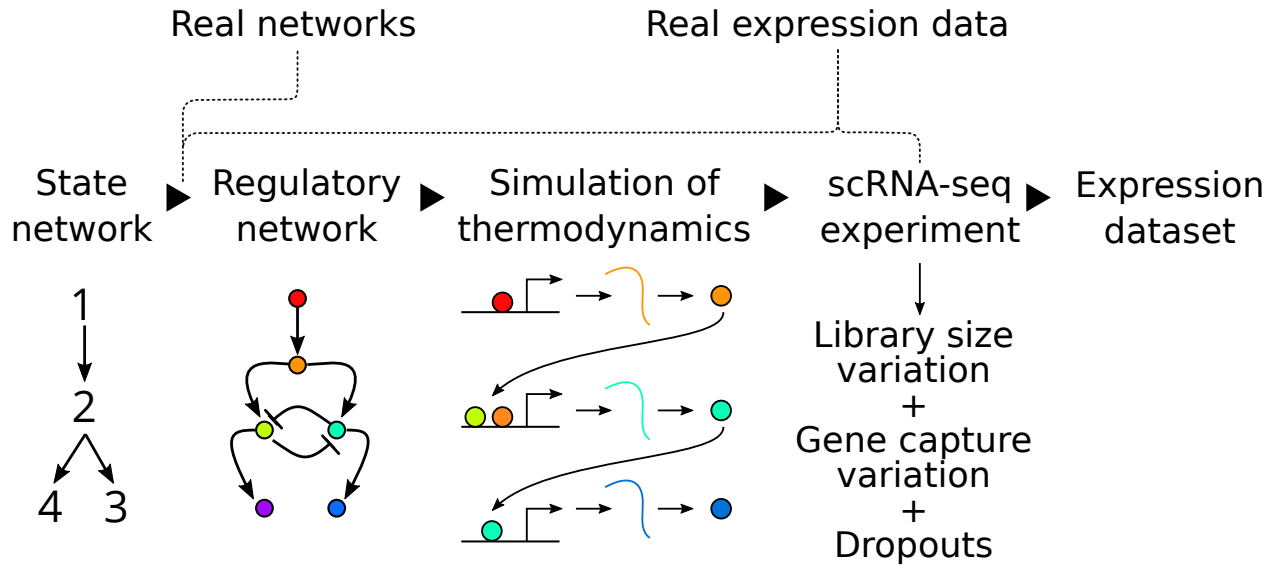 Real networks
Real expression data
State
network
Regulatory
network
Simulation of
thermodynamics
scRNA-seq
experiment
Expression
dataset
1
2
4 3
Library size
variation
+
Gene capture
variation
+
Dropouts